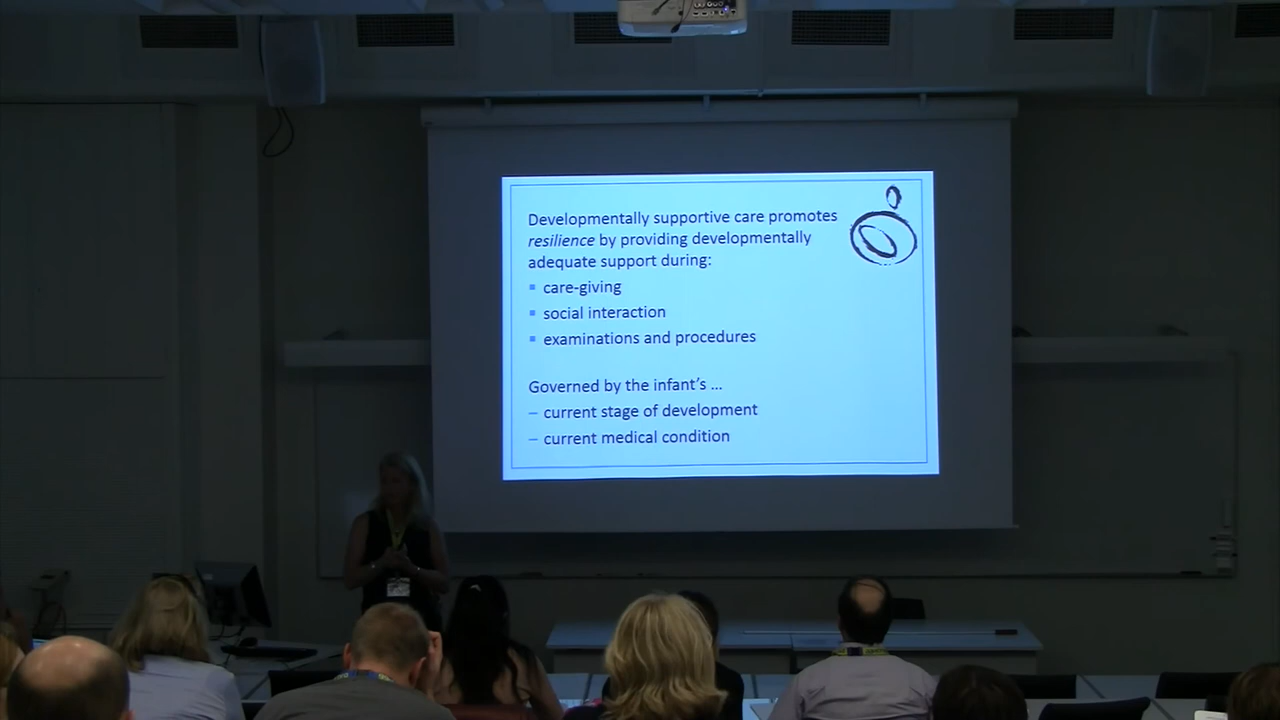 Developmentally supportive care promotes
resilience by providing developmentally
adequate support during:
▪ care-giving
▪ social interaction
▪ examinations and procedures
Governed by the infant's ...
– current stage of development
– current medical condition